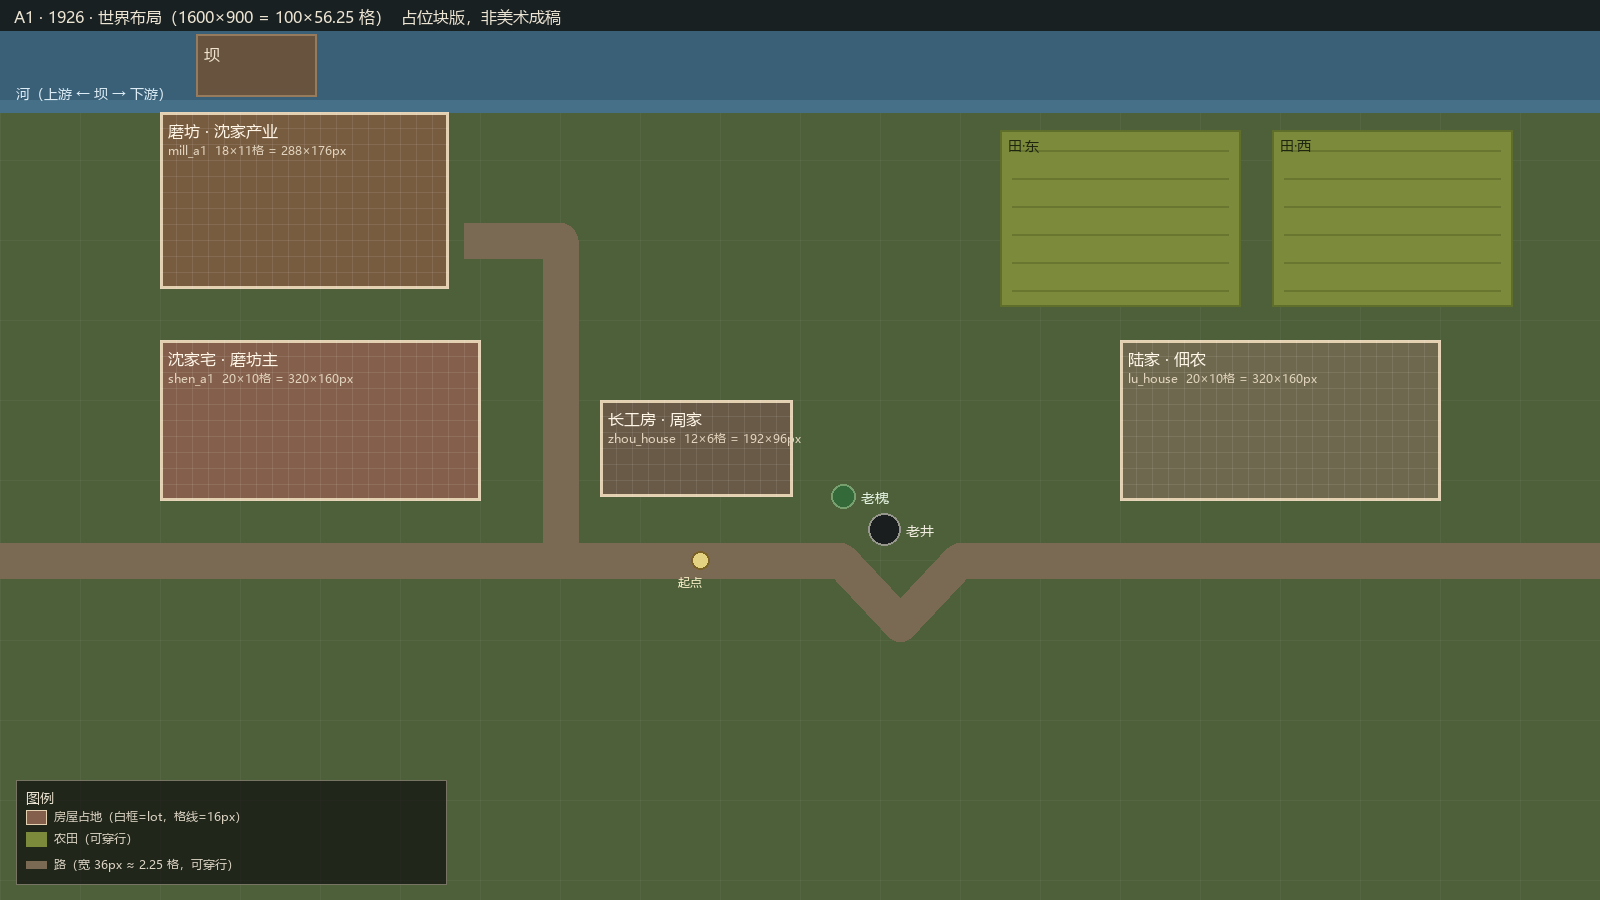 A1 · 1926 · 世界布局（1600×900 = 100×56.25 格） 占位块版，非美术成稿
坝
河（上游 ← 坝 → 下游）
磨坊 · 沈家产业
mill_a1 18×11格 = 288×176px
田·东
田·西
沈家宅 · 磨坊主
shen_a1 20×10格 = 320×160px
陆家 · 佃农
lu_house 20×10格 = 320×160px
长工房 · 周家
zhou_house 12×6格 = 192×96px
老槐
老井
起点
图例
房屋占地（白框=lot，格线=16px）
农田（可穿行）
路（宽 36px ≈ 2.25 格，可穿行）